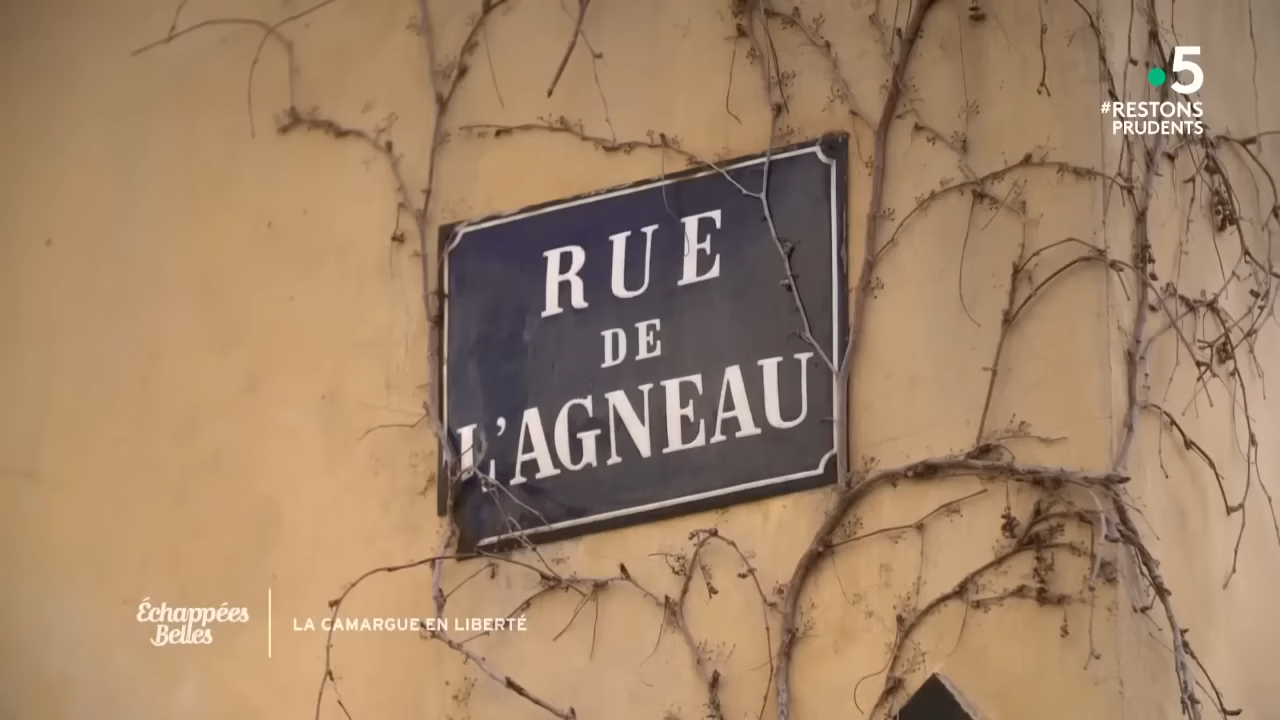 5
#RESTONS
PRUDENTS
RUE
DE
L'AGNEAU
Échappées
Belles
LA CAMARGUE EN LIBERTÉ